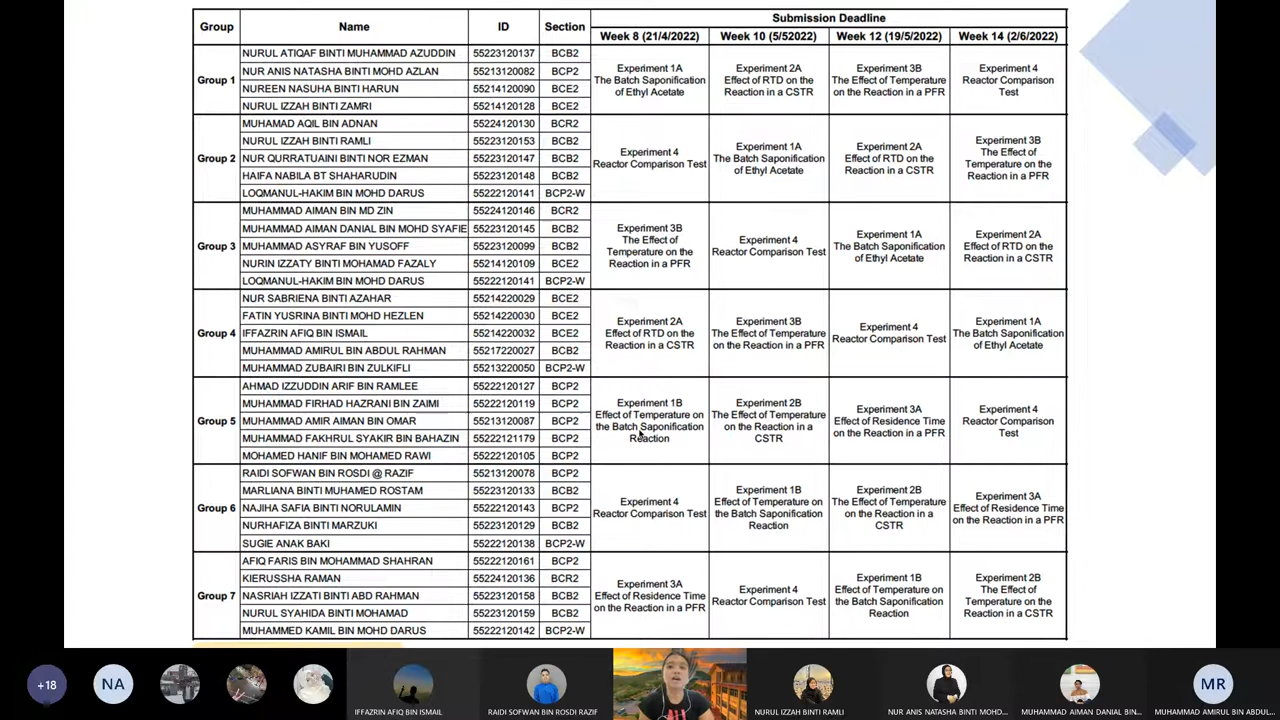 Group Name ID Section Submission Deadline
Week 8 (21/4/2022) Week 10 (5/52022) Week 12 (19/5/2022) Week 14 (2/6/2022)
Group 1
NURUL ATIQAF BINTI MUHAMMAD AZUDDIN 55223120137 BCB2
NUR ANIS NATASHA BINTI MOHD AZLAN 55213120082 BCP2
NUREEN NASUHA BINTI HARUN 55214120090 BCE2
NURUL IZZAH BINTI ZAMRI 55214120128 BCE2
Experiment 1A
The Batch Saponification
of Ethyl Acetate
Experiment 2A
Effect of RTD on the
Reaction in a CSTR
Experiment 3B
The Effect of Temperature
on the Reaction in a PFR
Experiment 4
Reactor Comparison
Test
Group 2
MUHAMAD AQIL BIN ADNAN 55224120130 BCR2
NURUL IZZAH BINTI RAMLI 55223120153 BCB2
NUR QURRATUAINI BINTI NOR EZMAN 55223120147 BCB2
HAIFA NABILA BT SHAHARUDIN 55223120148 BCB2
LOQMANUL-HAKIM BIN MOHD DARUS 55222120141 BCP2-W
Experiment 4
Reactor Comparison Test
Experiment 1A
The Batch Saponification
of Ethyl Acetate
Experiment 2A
Effect of RTD on the
Reaction in a CSTR
Experiment 3B
The Effect of
Temperature on the
Reaction in a PFR
Group 3
MUHAMMAD AIMAN BIN MD ZIN 55224120146 BCR2
MUHAMMAD AIMAN DANIAL BIN MOHD SYAFIE 55223120145 BCB2
MUHAMMAD ASYRAF BIN YUSOFF 55223120099 BCB2
NURIN IZZATY BINTI MOHAMAD FAZALY 55214120109 BCE2
LOQMANUL-HAKIM BIN MOHD DARUS 55222120141 BCP2-W
Experiment 3B
The Effect of
Temperature on the
Reaction in a PFR
Experiment 4
Reactor Comparison Test
Experiment 1A
The Batch Saponification
of Ethyl Acetate
Experiment 2A
Effect of RTD on the
Reaction in a CSTR
Group 4
NUR SABRIENA BINTI AZAHAR 55214220029 BCE2
FATIN YUSRINA BINTI MOHD HEZLEN 55214220030 BCE2
IFFAZRIN AFIQ BIN ISMAIL 55214220032 BCE2
MUHAMMAD AMIRUL BIN ABDUL RAHMAN 55217220027 BCB2
MUHAMMAD ZUBAIRI BIN ZULKIFLI 55213220050 BCP2-W
Experiment 2A
Effect of RTD on the
Reaction in a CSTR
Experiment 3B
The Effect of Temperature
on the Reaction in a PFR
Experiment 4
Reactor Comparison Test
Experiment 1A
The Batch Saponification
of Ethyl Acetate
Group 5
AHMAD IZZUDDIN ARIF BIN RAMLEE 55222120127 BCP2
MUHAMMAD FIRHAD HAZRANI BIN ZAIMI 55222120119 BCP2
MUHAMMAD AMIR AIMAN BIN OMAR 55213120087 BCP2
MUHAMMAD FAKHRUL SYAKIR BIN BAHAZIN 55222121179 BCP2
MOHAMED HANIF BIN MOHAMED RAWI 55222120105 BCP2
Experiment 1B
Effect of Temperature on
the Batch Saponification
Reaction
Experiment 2B
The Effect of Temperature
on the Reaction in a
CSTR
Experiment 3A
Effect of Residence Time
on the Reaction in a PFR
Experiment 4
Reactor Comparison
Test
Group 6
RAIDI SOFWAN BIN ROSDI @ RAZIF 55213120078 BCP2
MARLIANA BINTI MUHAMED ROSTAM 55223120133 BCB2
NAJIHA SAFIA BINTI NORULAMIN 55222120143 BCP2
NURHAFIZA BINTI MARZUKI 55223120129 BCB2
SUGIE ANAK BAKI 55222120138 BCP2-W
Experiment 4
Reactor Comparison Test
Experiment 1B
Effect of Temperature on
the Batch Saponification
Reaction
Experiment 2B
The Effect of Temperature
on the Reaction in a
CSTR
Experiment 3A
Effect of Residence Time
on the Reaction in a PFR
Group 7
AFIQ FARIS BIN MOHAMMAD SHAHRAN 55222120161 BCP2
KIERUSSHA RAMAN 55224120136 BCR2
NASRIAH IZZATI BINTI ABD RAHMAN 55223120158 BCB2
NURUL SYAHIDA BINTI MOHAMAD 55223120159 BCB2
MUHAMMED KAMIL BIN MOHD DARUS 55222120142 BCP2-W
Experiment 3A
Effect of Residence Time
on the Reaction in a PFR
Experiment 4
Reactor Comparison Test
Experiment 1B
Effect of Temperature on
the Batch Saponification
Reaction
Experiment 2B
The Effect of
Temperature on the
Reaction in a CSTR
+18 NA MR
IFFAZRIN AFIQ BIN ISMAIL RAIDI SOFWAN BIN ROSDI RAZIF NURUL IZZAH BINTI RAMLI NUR ANIS NATASHA BINTI MOHD... MUHAMMAD AIMAN DANIAL BIN... MUHAMMAD AMIRUL BIN ABDUL...